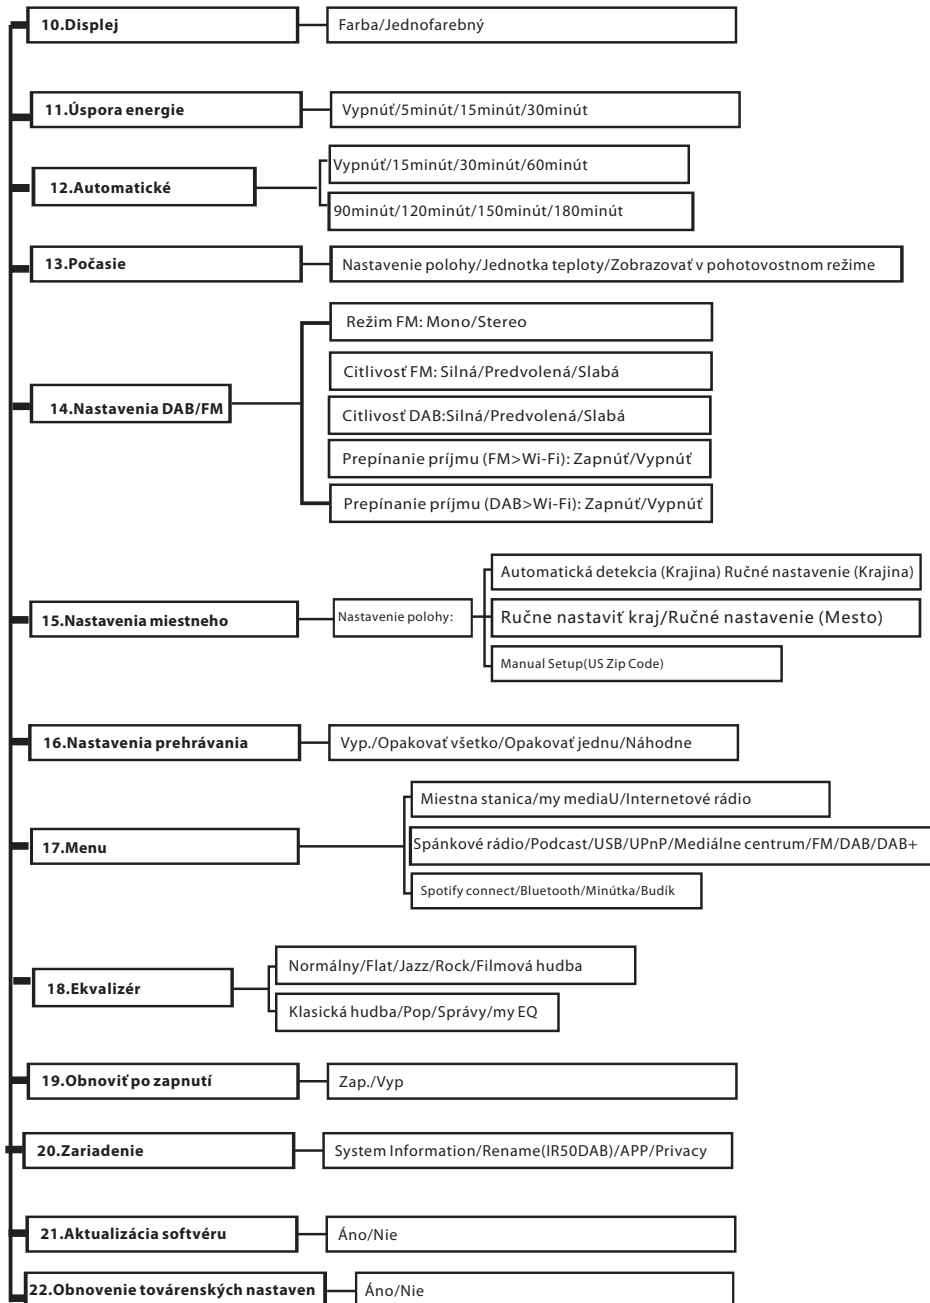 10.Displej
Farba/Jednofarebný
11.Úspora energie
Vypnúť/5minút/15minút/30minút
12.Automatické
Vypnúť/15minút/30minút/60minút
90minút/120minút/150minút/180minút
13.Počasie
Nastavenie polohy/Jednotka teploty/Zobrazovať v pohotovostnom režime
14.Nastavenia DAB/FM
Režim FM: Mono/Stereo
Citlivosť FM: Silná/Predvolená/Slabá
Citlivosť DAB:Silná/Predvolená/Slabá
Prepínanie príjmu (FM>Wi-Fi): Zapnúť/Vypnúť
Prepínanie príjmu (DAB>Wi-Fi): Zapnúť/Vypnúť
15.Nastavenia miestneho
Nastavenie polohy:
Automatická detekcia (Krajina) Ručné nastavenie (Krajina)
Ručne nastaviť kraj/Ručné nastavenie (Mesto)
Manual Setup(US Zip Code)
16.Nastavenia prehrávania
Vyp./Opakovať všetko/Opakovať jednu/Náhodne
17.Menu
Miestna stanica/my mediaU/Internetové rádio
Spánkové rádio/Podcast/USB/UPnP/Mediálne centrum/FM/DAB/DAB+
Spotify connect/Bluetooth/Minútka/Budík
18.Ekvalizér
Normálny/Flat/Jazz/Rock/Filmová hudba
Klasická hudba/Pop/Správy/my EQ
19.Obnoviť po zapnutí
Zap./Vyp
20.Zariadenie
System Information/Rename(IR50DAB)/APP/Privacy
21.Aktualizácia softvéru
Áno/Nie
22.Obnovenie továrenských nastaven
Áno/Nie